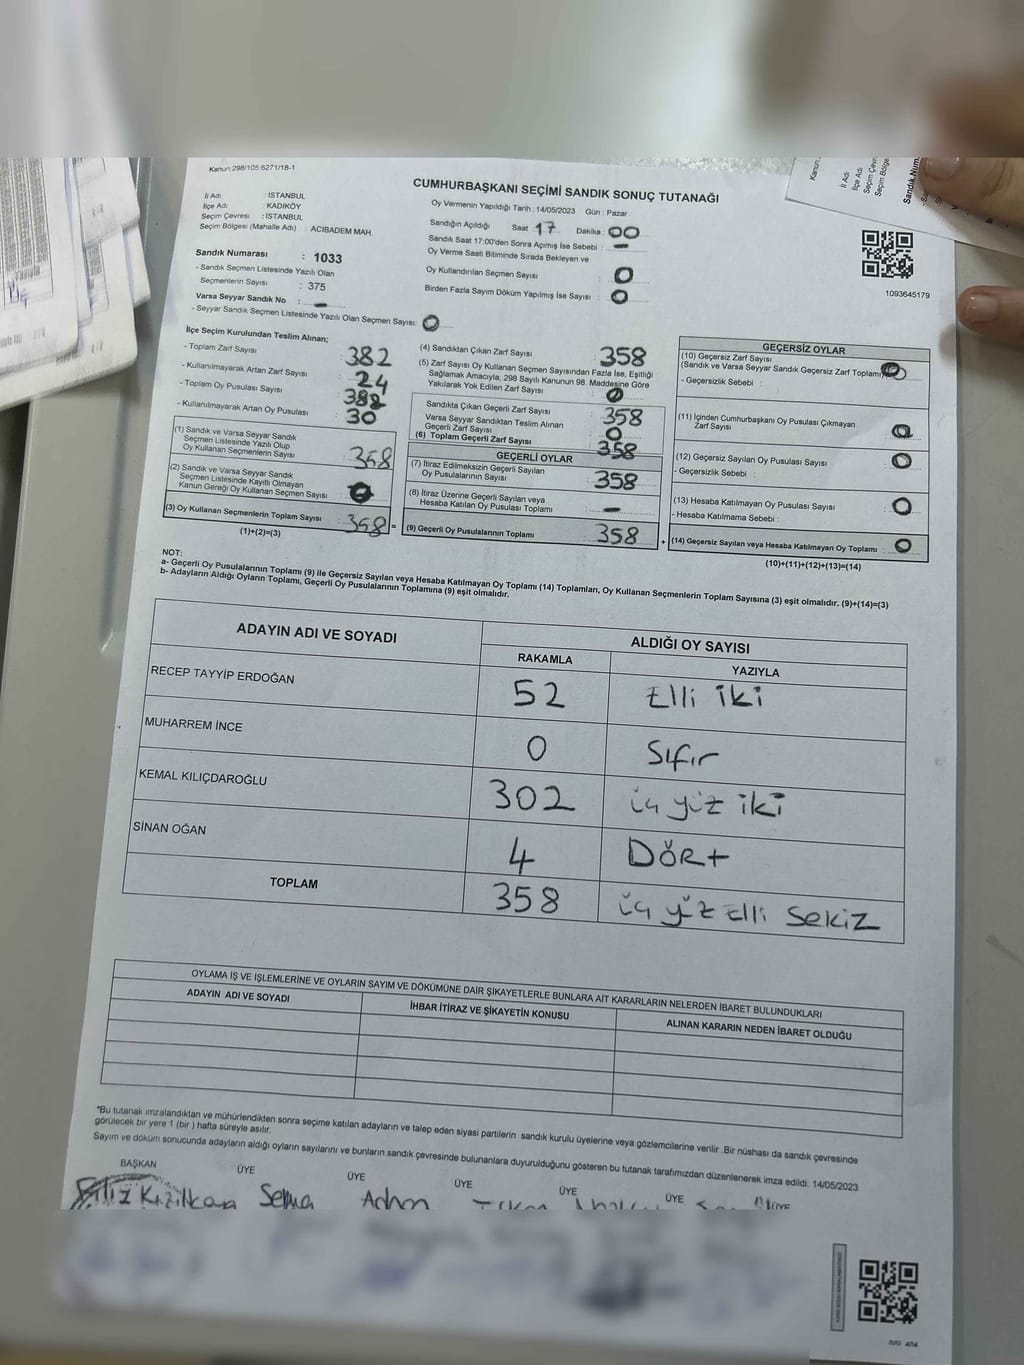 Kanun:298/105 6271/18-1
CUMHURBAŞKANI SEÇİMİ SANDIK SONUÇ TUTANAĞI
İl Adı : İSTANBUL
İlçe Adı : KADIKÖY
Seçim Çevresi : İSTANBUL
Seçim Bölgesi (Mahalle Adı) : ACIBADEM MAH.
Oy Vermenin Yapıldığı Tarih :14/05/2023 Gün : Pazar
Sandığın Açıldığı Saat 17 Dakika : 00
Sandık Saat 17.00'den Sonra Açımış İse Sebebi : —
Oy Verme Saati Bitiminde Sırada Bekleyen ve
Oy Kullandırılan Seçmen Sayısı : 0
Birden Fazla Sayım Döküm Yapılmış İse Sayısı : 0
Kanun
İl Adı
İlçe Adı
Seçim Çevr
Seçim Bölge
Sandık Num
1093645179
Sandık Numarası : 1033
- Sandık Seçmen Listesinde Yazılı Olan
Seçmenlerin Sayısı : 375
Varsa Seyyar Sandık No : —
- Seyyar Sandık Seçmen Listesinde Yazılı Olan Seçmen Sayısı: 0
İlçe Seçim Kurulundan Teslim Alınan;
- Toplam Zarf Sayısı : 382
- Kullanılmayarak Artan Zarf Sayısı : 24
- Toplam Oy Pusulası Sayısı : 382
- Kullanılmayarak Artan Oy Pusulası : 30
(1) Sandık ve Varsa Seyyar Sandık
Seçmen Listesinde Yazılı Olup
Oy Kullanan Seçmenlerin Sayısı : 358
(2) Sandık ve Varsa Seyyar Sandık
Seçmen Listesinde Kayıtlı Olmayan
Kanun Gereği Oy Kullanan Seçmen Sayısı : 0
(3) Oy Kullanan Seçmenlerin Toplam Sayısı : 358 =
(1)+(2)=(3)
(4) Sandıktan Çıkan Zarf Sayısı : 358
(5) Zarf Sayısı Oy Kullanan Seçmen Sayısından Fazla İse, Eşitliği
Sağlamak Amacıyla, 298 Sayılı Kanunun 98. Maddesine Göre
Yakılarak Yok Edilen Zarf Sayısı : 0
Sandıkta Çıkan Geçerli Zarf Sayısı : 358
Varsa Seyyar Sandıktan Teslim Alınan
Geçerli Zarf Sayısı : 0
(6) Toplam Geçerli Zarf Sayısı : 358
GEÇERLİ OYLAR
(7) İtiraz Edilmeksizin Geçerli Sayılan
Oy Pusulalarının Sayısı : 358
(8) İtiraz Üzerine Geçerli Sayılan veya
Hesaba Katılan Oy Pusulası Toplamı : —
(9) Geçerli Oy Pusulalarının Toplamı : 358 +
GEÇERSİZ OYLAR
(10) Geçersiz Zarf Sayısı
(Sandık ve Varsa Seyyar Sandık Geçersiz Zarf Toplamı) : 0
- Geçersizlik Sebebi :
(11) İçinden Cumhurbaşkanı Oy Pusulası Çıkmayan
Zarf Sayısı : 0
(12) Geçersiz Sayılan Oy Pusulası Sayısı : 0
- Geçersizlik Sebebi :
(13) Hesaba Katılmayan Oy Pusulası Sayısı : 0
- Hesaba Katılmama Sebebi :
(14) Geçersiz Sayılan veya Hesaba Katılmayan Oy Toplamı : 0
(10)+(11)+(12)+(13)=(14)
NOT:
a- Geçerli Oy Pusulalarının Toplamı (9) ile Geçersiz Sayılan veya Hesaba Katılmayan Oy Toplamı (14) Toplamları, Oy Kullanan Seçmenlerin Toplam Sayısına (3) eşit olmalıdır. (9)+(14)=(3)
b- Adayların Aldığı Oyların Toplamı, Geçerli Oy Pusulalarının Toplamına (9) eşit olmalıdır.
ADAYIN ADI VE SOYADI ALDIĞI OY SAYISI
RAKAMLA YAZIYLA
RECEP TAYYİP ERDOĞAN 52 Elli iki
MUHARREM İNCE 0 Sıfır
KEMAL KILIÇDAROĞLU 302 üç yüz iki
SİNAN OĞAN 4 Dört
TOPLAM 358 üç yüz Elli Sekiz
OYLAMA İŞ VE İŞLEMLERİNE VE OYLARIN SAYIM VE DÖKÜMÜNE DAİR ŞİKAYETLERLE BUNLARA AİT KARARLARIN NELERDEN İBARET BULUNDUKLARI
ADAYIN ADI VE SOYADI İHBAR İTİRAZ VE ŞİKAYETİN KONUSU ALINAN KARARIN NEDEN İBARET OLDUĞU
*Bu tutanak imzalandıktan ve mühürlendikten sonra seçime katılan adayların ve talep eden siyasi partilerin sandık kurulu üyelerine veya gözlemcilerine verilir .Bir nüshası da sandık çevresinde
görülecek bir yere 1 (bir) hafta süreyle asılır.
Sayım ve döküm sonucunda adayların aldığı oyların sayılarını ve bunların sandık çevresinde bulunanlara duyurulduğunu gösteren bu tutanak tarafımızdan düzenlenerek imza edildi. 14/05/2023
BAŞKAN ÜYE ÜYE ÜYE ÜYE ÜYE ÜYE
Filiz Kızılkan Sema